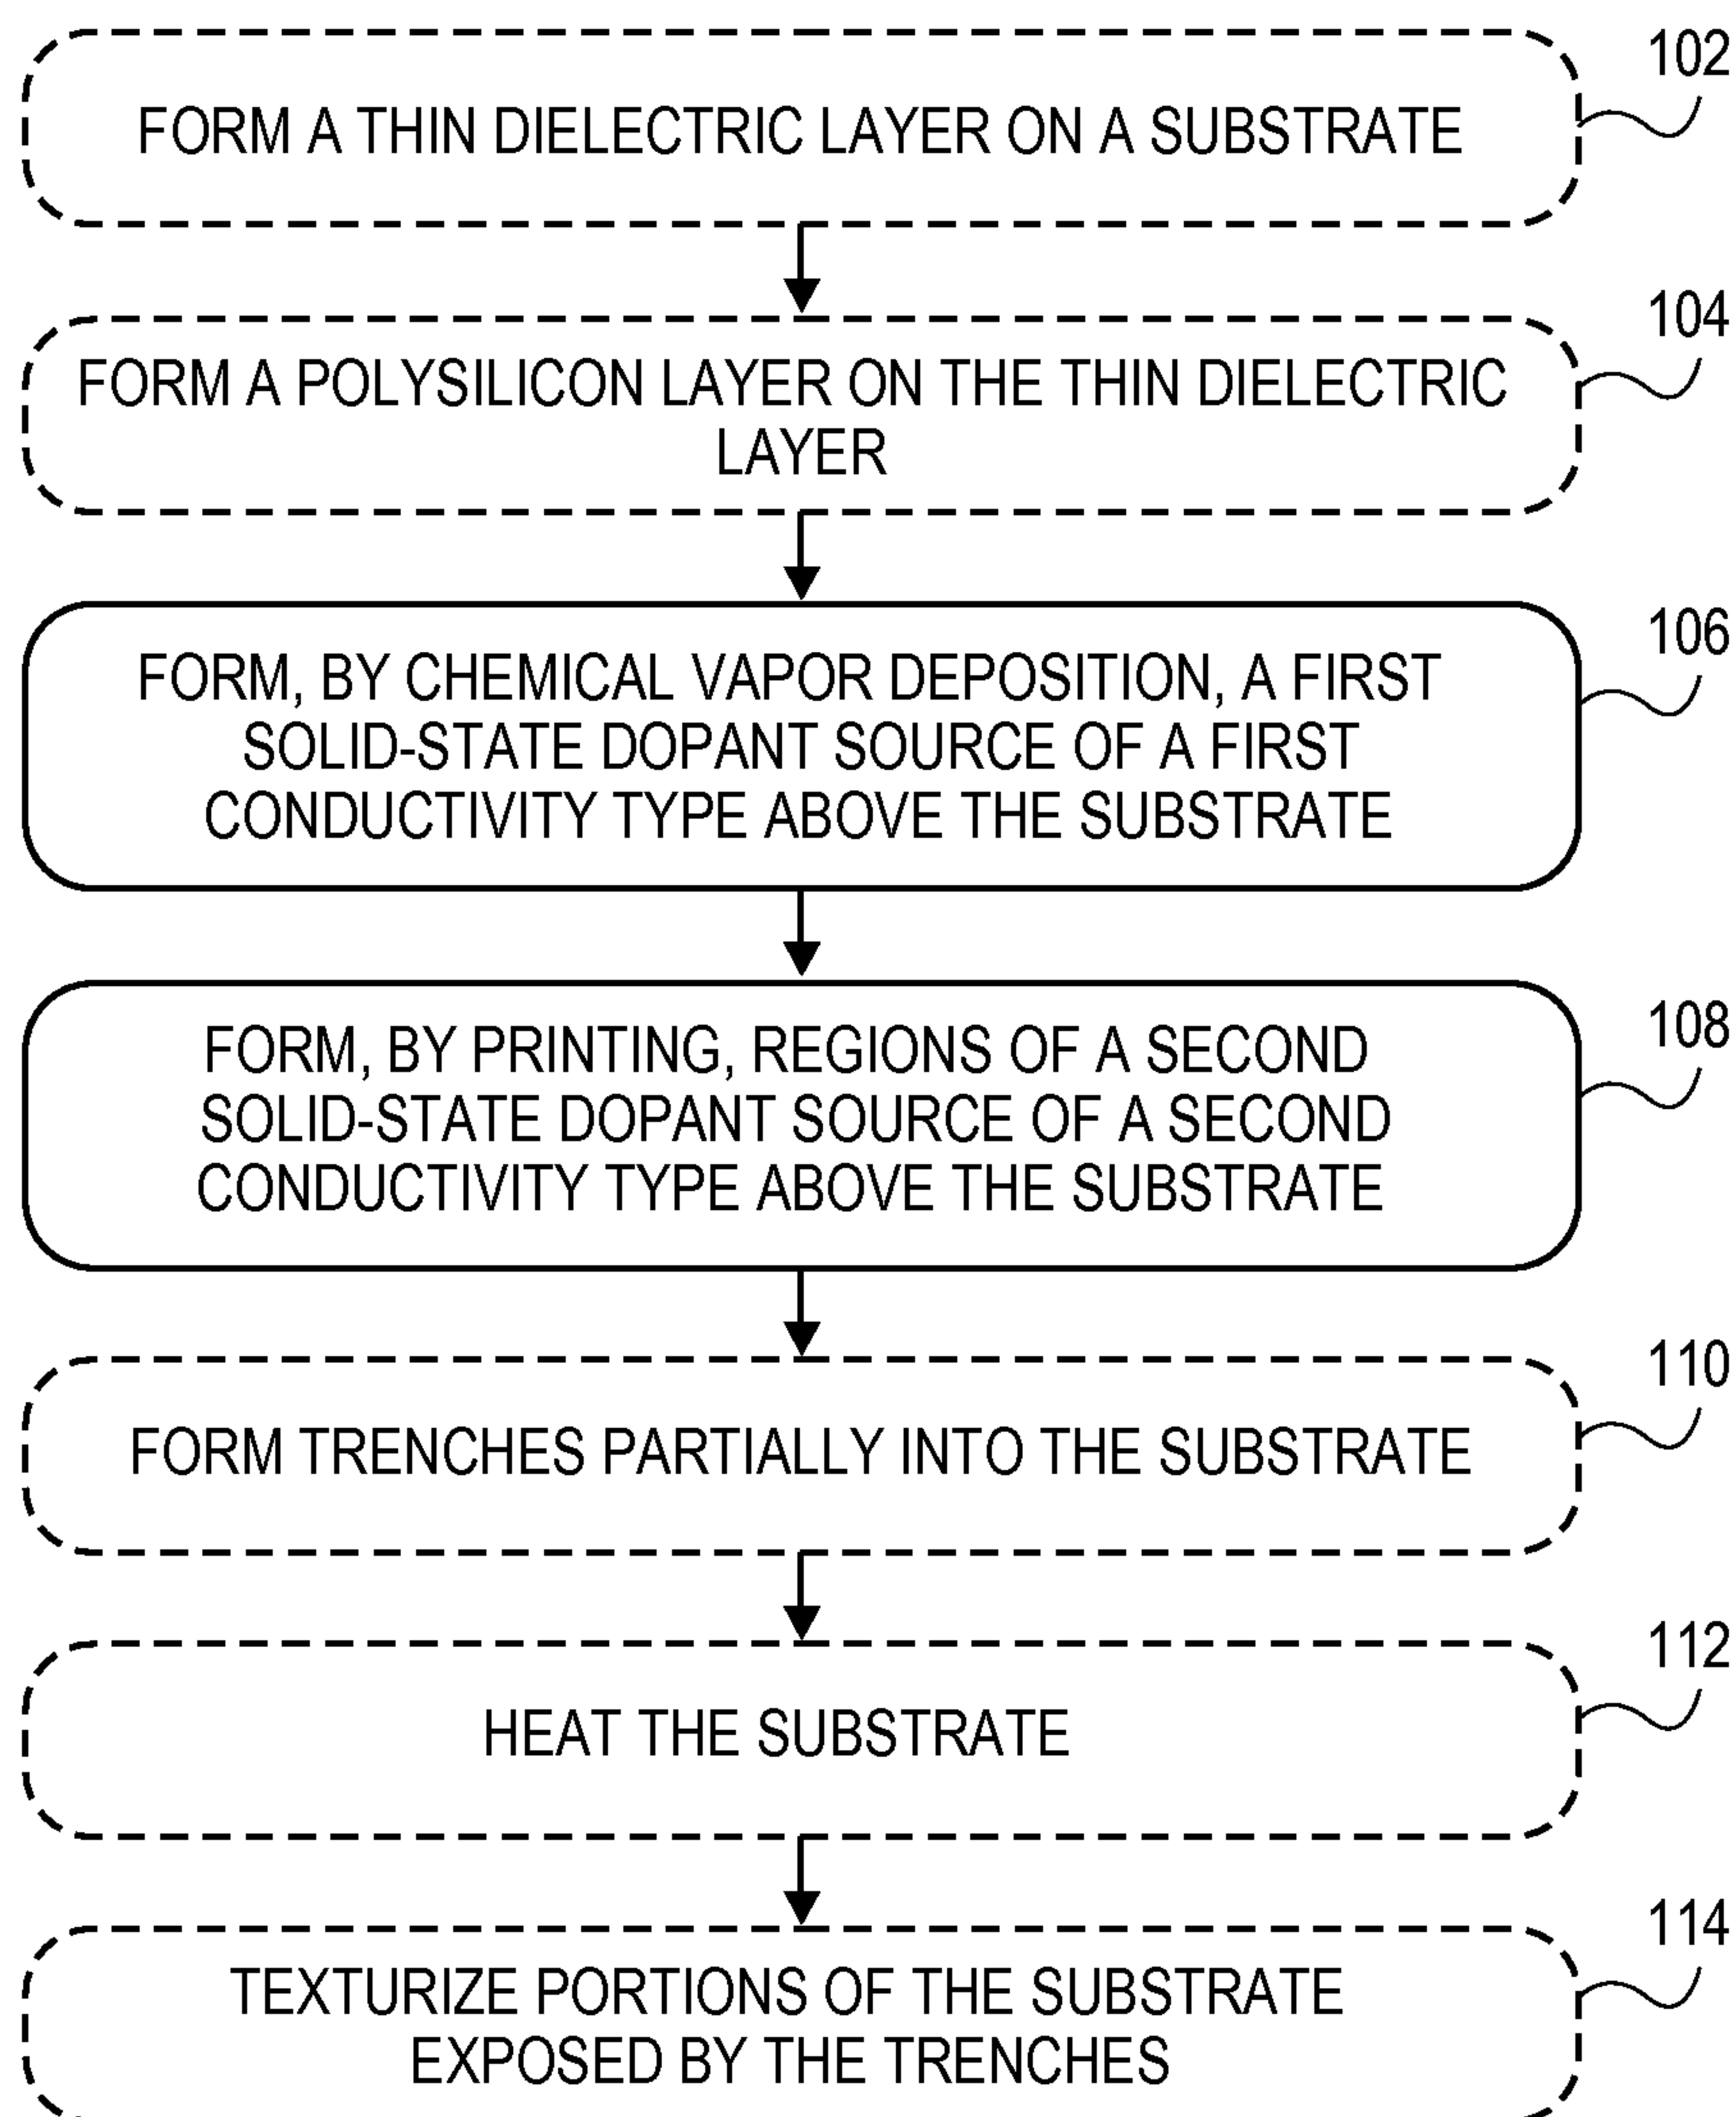 102
FORM A THIN DIELECTRIC LAYER ON A SUBSTRATE
104
FORM A POLYSILICON LAYER ON THE THIN DIELECTRIC
LAYER
106
FORM, BY CHEMICAL VAPOR DEPOSITION, A FIRST
SOLID-STATE DOPANT SOURCE OF A FIRST
CONDUCTIVITY TYPE ABOVE THE SUBSTRATE
108
FORM, BY PRINTING, REGIONS OF A SECOND
SOLID-STATE DOPANT SOURCE OF A SECOND
CONDUCTIVITY TYPE ABOVE THE SUBSTRATE
110
FORM TRENCHES PARTIALLY INTO THE SUBSTRATE
112
HEAT THE SUBSTRATE
114
TEXTURIZE PORTIONS OF THE SUBSTRATE
EXPOSED BY THE TRENCHES